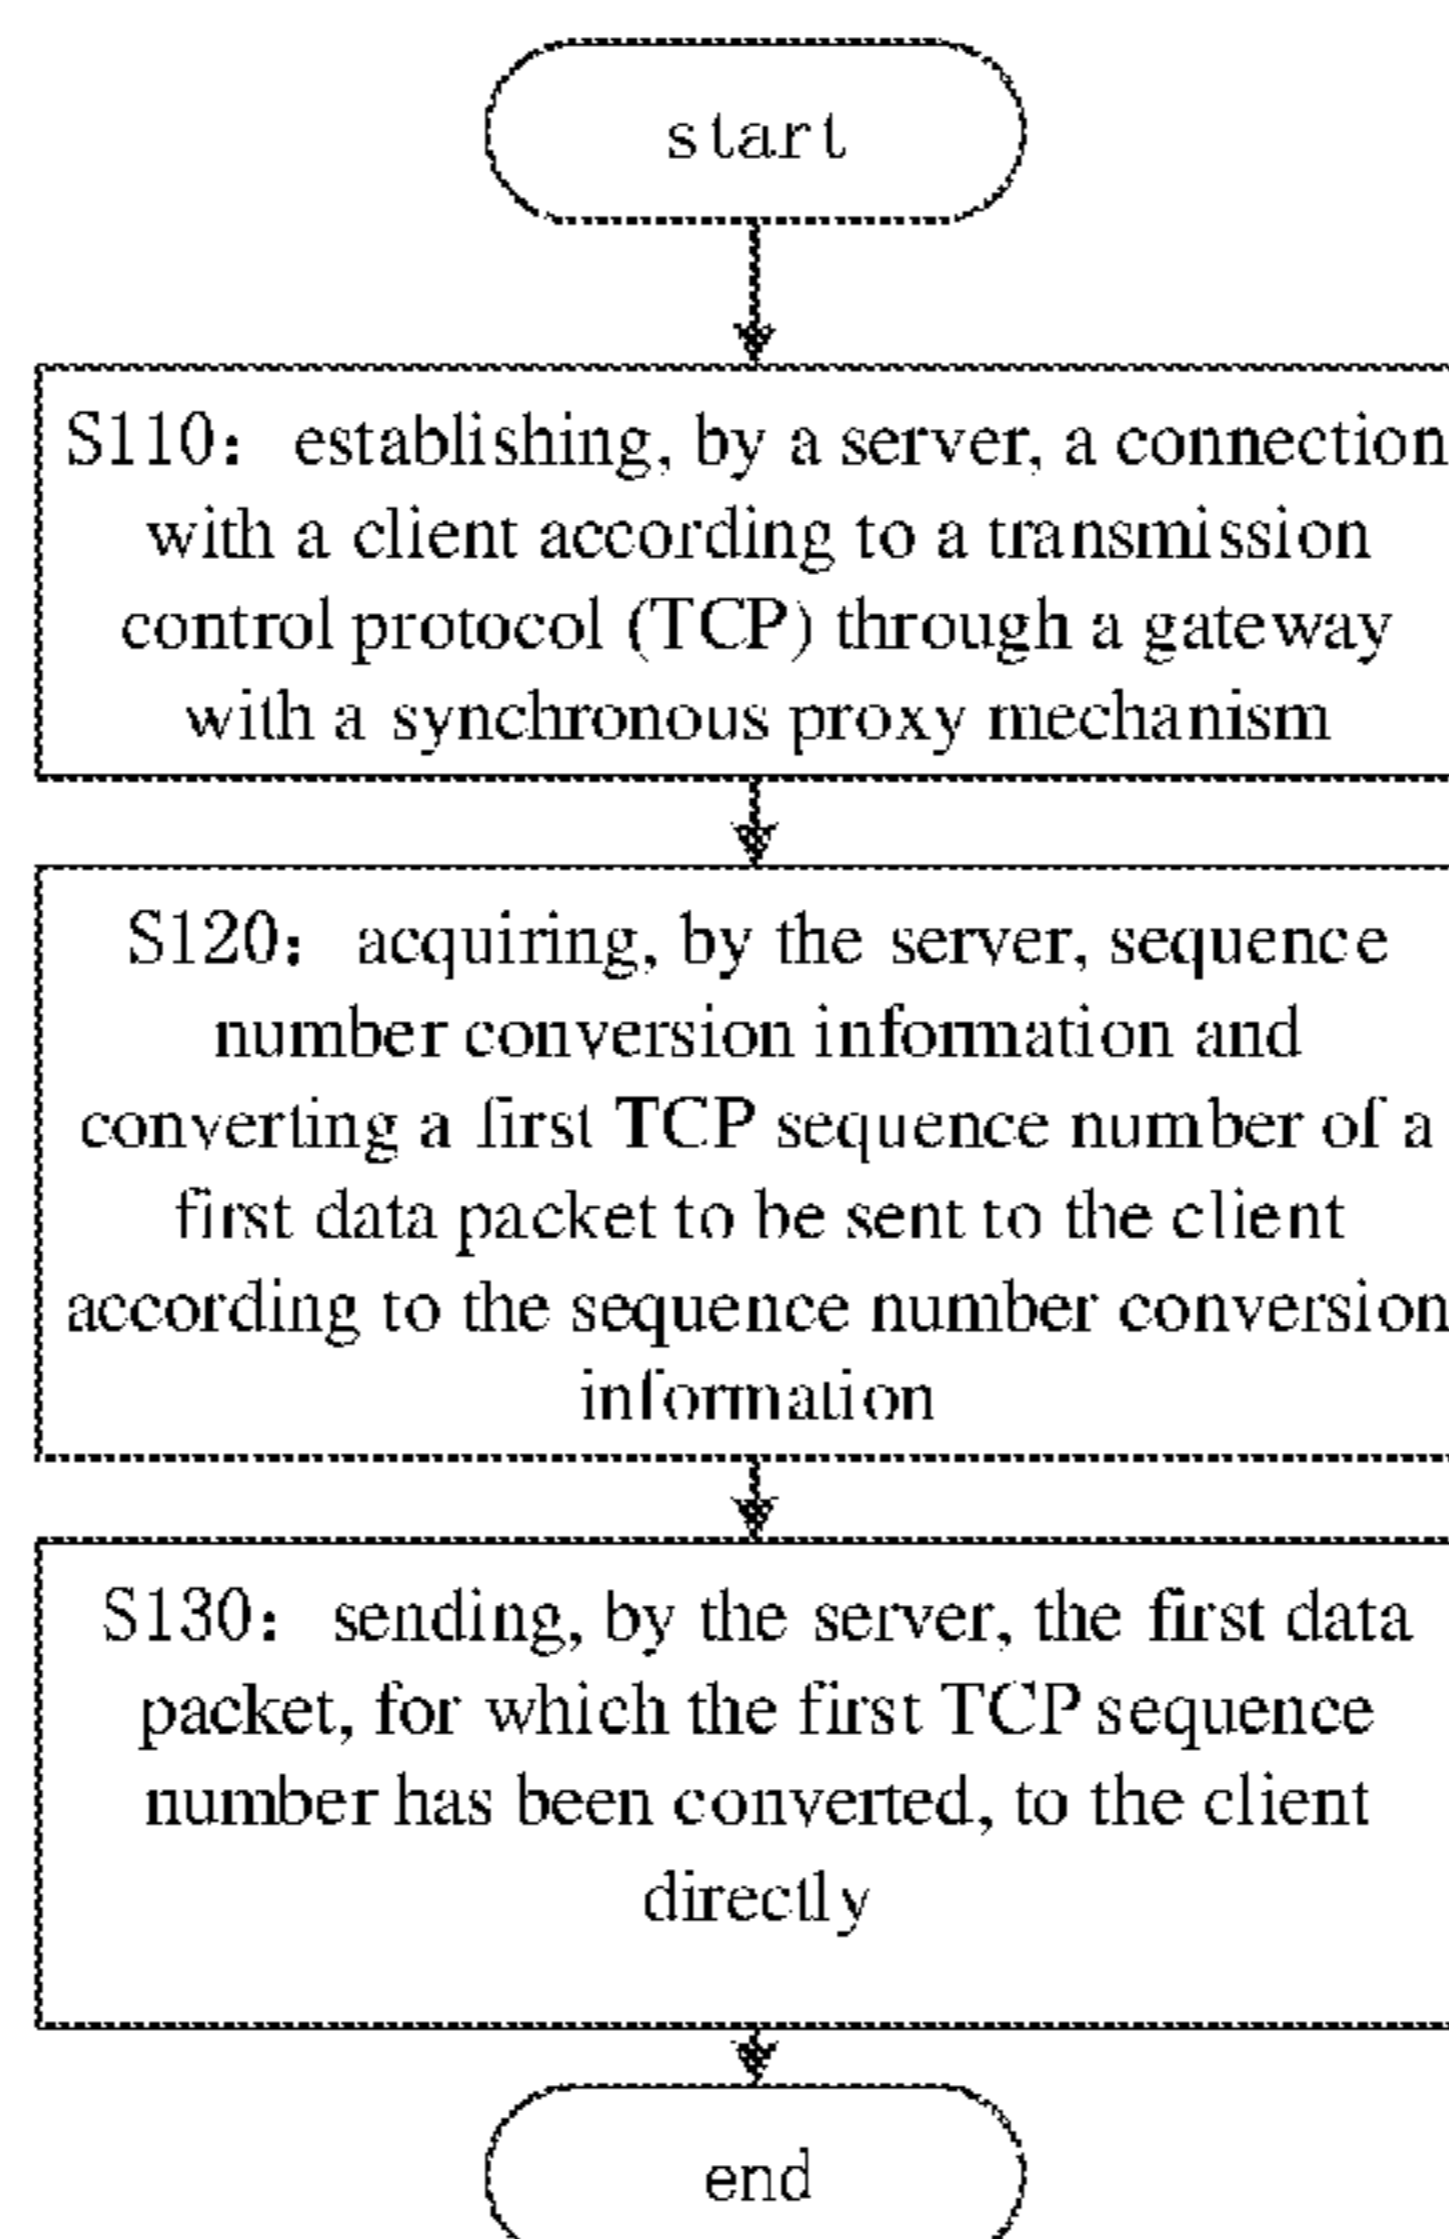 start
S110: establishing, by a server, a connection
with a client according to a transmission
control protocol (TCP) through a gateway
with a synchronous proxy mechanism
S120: acquiring, by the server, sequence
number conversion information and
converting a first TCP sequence number of a
first data packet to be sent to the client
according to the sequence number conversion
information
S130: sending, by the server, the first data
packet, for which the first TCP sequence
number has been converted, to the client
directly
end